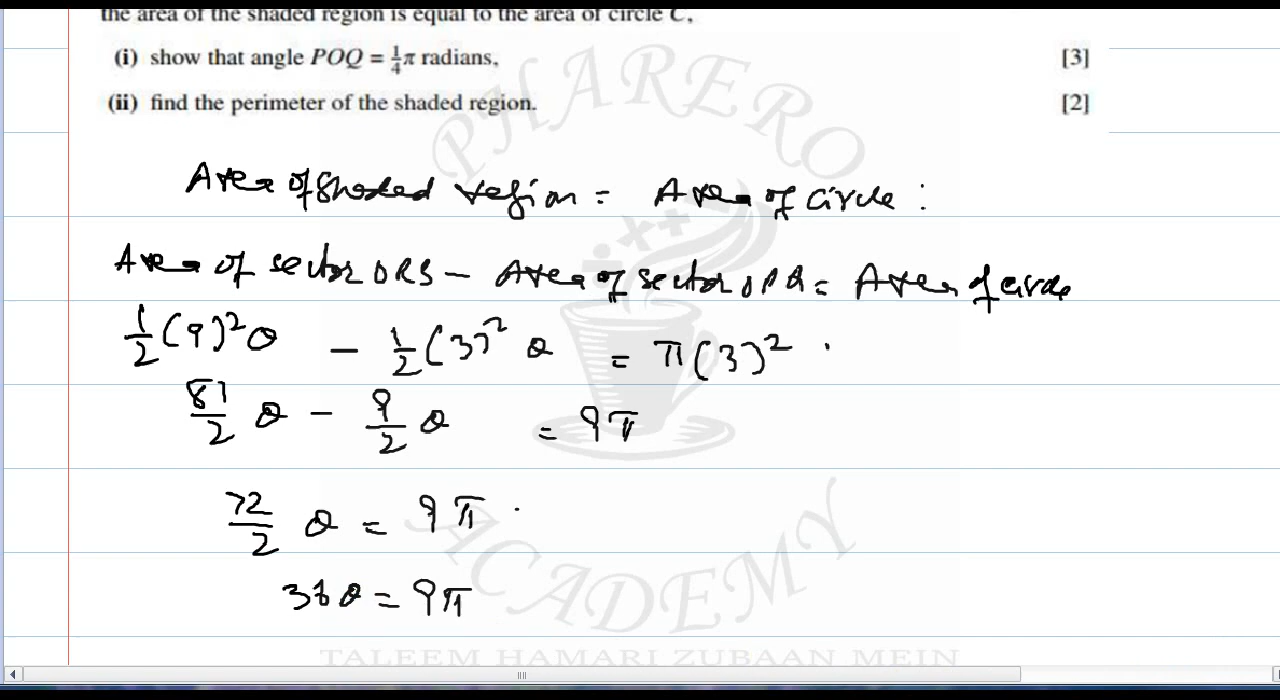 the area of the shaded region is equal to the area of circle C,
(i) show that angle POQ = 1/4 π radians, [3]
(ii) find the perimeter of the shaded region. [2]
PHARERO
Area of Shaded region = Area of Circle :
Area of sector ORS − Area of sector OPQ = Area of circle
1/2 (9)² θ − 1/2 (3)² θ = π(3)²
81/2 θ − 9/2 θ = 9π
72/2 θ = 9π
36θ = 9π
ACADEMY
TALEEM HAMARI ZUBAAN MEIN